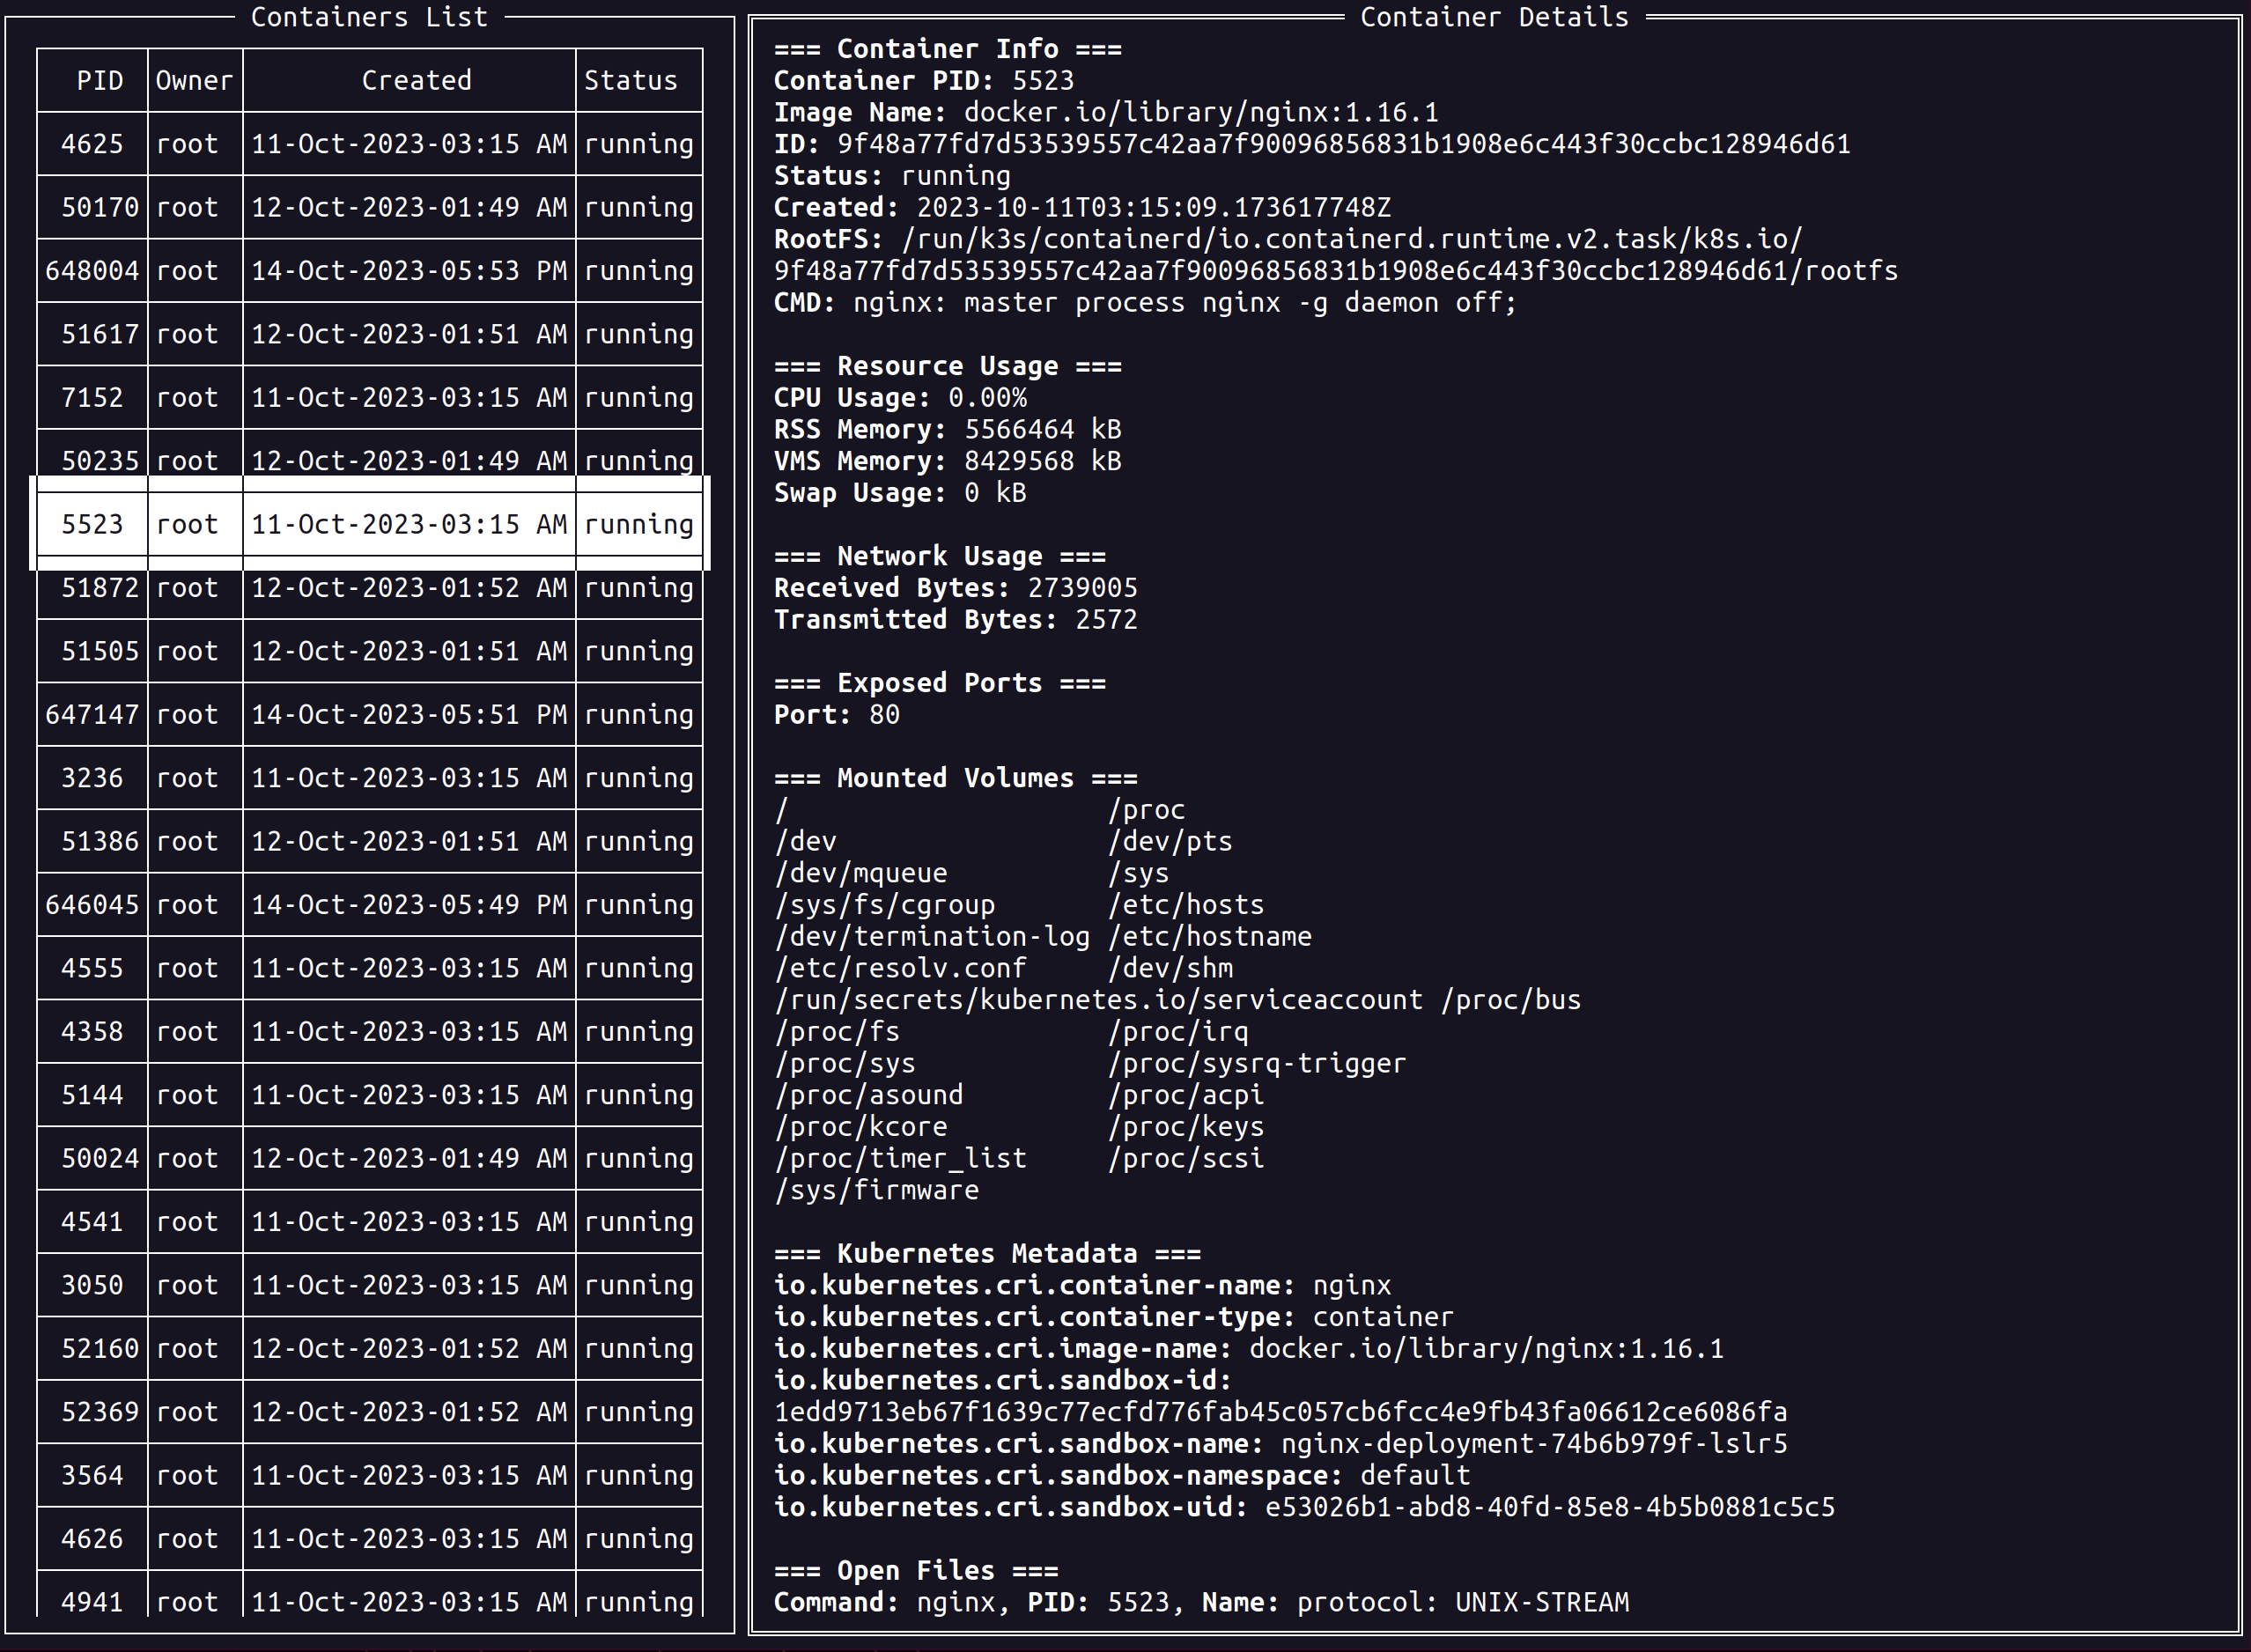 Containers List
PID Owner Created Status
4625 root 11-Oct-2023-03:15 AM running
50170 root 12-Oct-2023-01:49 AM running
648004 root 14-Oct-2023-05:53 PM running
51617 root 12-Oct-2023-01:51 AM running
7152 root 11-Oct-2023-03:15 AM running
50235 root 12-Oct-2023-01:49 AM running
5523 root 11-Oct-2023-03:15 AM running
51872 root 12-Oct-2023-01:52 AM running
51505 root 12-Oct-2023-01:51 AM running
647147 root 14-Oct-2023-05:51 PM running
3236 root 11-Oct-2023-03:15 AM running
51386 root 12-Oct-2023-01:51 AM running
646045 root 14-Oct-2023-05:49 PM running
4555 root 11-Oct-2023-03:15 AM running
4358 root 11-Oct-2023-03:15 AM running
5144 root 11-Oct-2023-03:15 AM running
50024 root 12-Oct-2023-01:49 AM running
4541 root 11-Oct-2023-03:15 AM running
3050 root 11-Oct-2023-03:15 AM running
52160 root 12-Oct-2023-01:52 AM running
52369 root 12-Oct-2023-01:52 AM running
3564 root 11-Oct-2023-03:15 AM running
4626 root 11-Oct-2023-03:15 AM running
4941 root 11-Oct-2023-03:15 AM running
Container Details
=== Container Info ===
Container PID: 5523
Image Name: docker.io/library/nginx:1.16.1
ID: 9f48a77fd7d53539557c42aa7f90096856831b1908e6c443f30ccbc128946d61
Status: running
Created: 2023-10-11T03:15:09.173617748Z
RootFS: /run/k3s/containerd/io.containerd.runtime.v2.task/k8s.io/
9f48a77fd7d53539557c42aa7f90096856831b1908e6c443f30ccbc128946d61/rootfs
CMD: nginx: master process nginx -g daemon off;
=== Resource Usage ===
CPU Usage: 0.00%
RSS Memory: 5566464 kB
VMS Memory: 8429568 kB
Swap Usage: 0 kB
=== Network Usage ===
Received Bytes: 2739005
Transmitted Bytes: 2572
=== Exposed Ports ===
Port: 80
=== Mounted Volumes ===
/ /proc
/dev /dev/pts
/dev/mqueue /sys
/sys/fs/cgroup /etc/hosts
/dev/termination-log /etc/hostname
/etc/resolv.conf /dev/shm
/run/secrets/kubernetes.io/serviceaccount /proc/bus
/proc/fs /proc/irq
/proc/sys /proc/sysrq-trigger
/proc/asound /proc/acpi
/proc/kcore /proc/keys
/proc/timer_list /proc/scsi
/sys/firmware
=== Kubernetes Metadata ===
io.kubernetes.cri.container-name: nginx
io.kubernetes.cri.container-type: container
io.kubernetes.cri.image-name: docker.io/library/nginx:1.16.1
io.kubernetes.cri.sandbox-id:
1edd9713eb67f1639c77ecfd776fab45c057cb6fcc4e9fb43fa06612ce6086fa
io.kubernetes.cri.sandbox-name: nginx-deployment-74b6b979f-lslr5
io.kubernetes.cri.sandbox-namespace: default
io.kubernetes.cri.sandbox-uid: e53026b1-abd8-40fd-85e8-4b5b0881c5c5
=== Open Files ===
Command: nginx, PID: 5523, Name: protocol: UNIX-STREAM